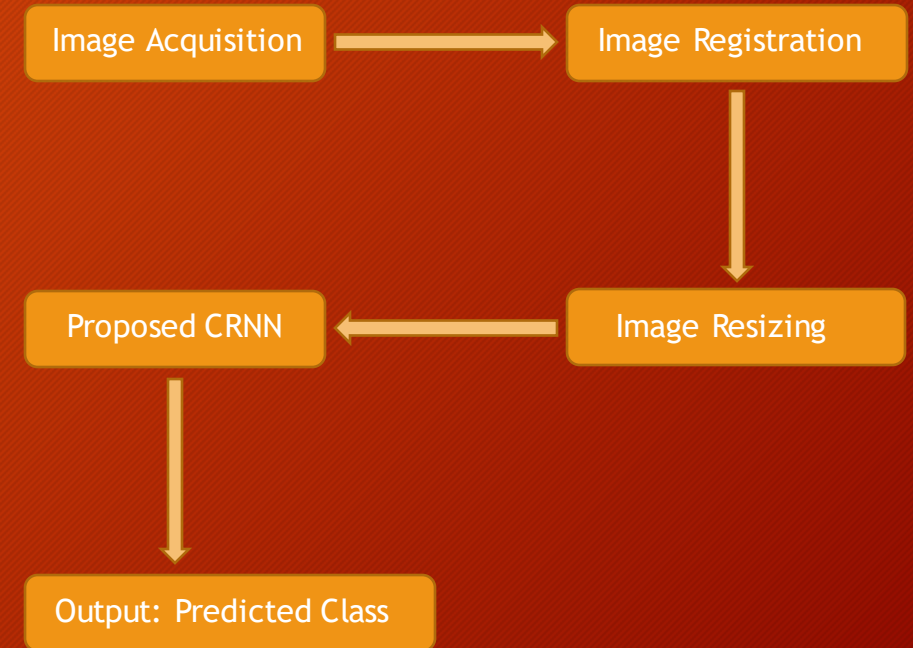 Image Acquisition
Image Registration
Image Resizing
Proposed CRNN
Output: Predicted Class